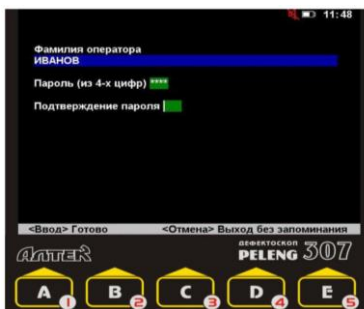 11:48
Фамилия оператора
ИВАНОВ
Пароль (из 4-х цифр) ****
Подтверждение пароля
<Ввод> Готово <Отмена> Выход без запоминания
АЛТЕК ДЕФЕКТОСКОП PELENG 307
A 1 B 2 C 3 D 4 E 5